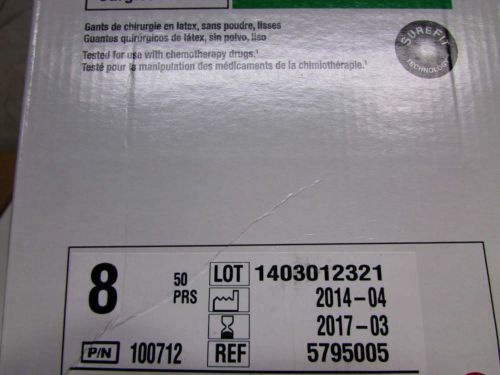 Gants de chirurgie en latex, sans poudre, lisses
Guantes quirúrgicos de látex, sin polvo, liso
Tested for use with chemotherapy drugs.¹
Testé pour la manipulation des médicaments de la chimiothérapie.¹
SUREFIT
TECHNOLOGY
8
50
PRS
LOT 1403012321
2014-04
2017-03
P/N 100712
REF 5795005